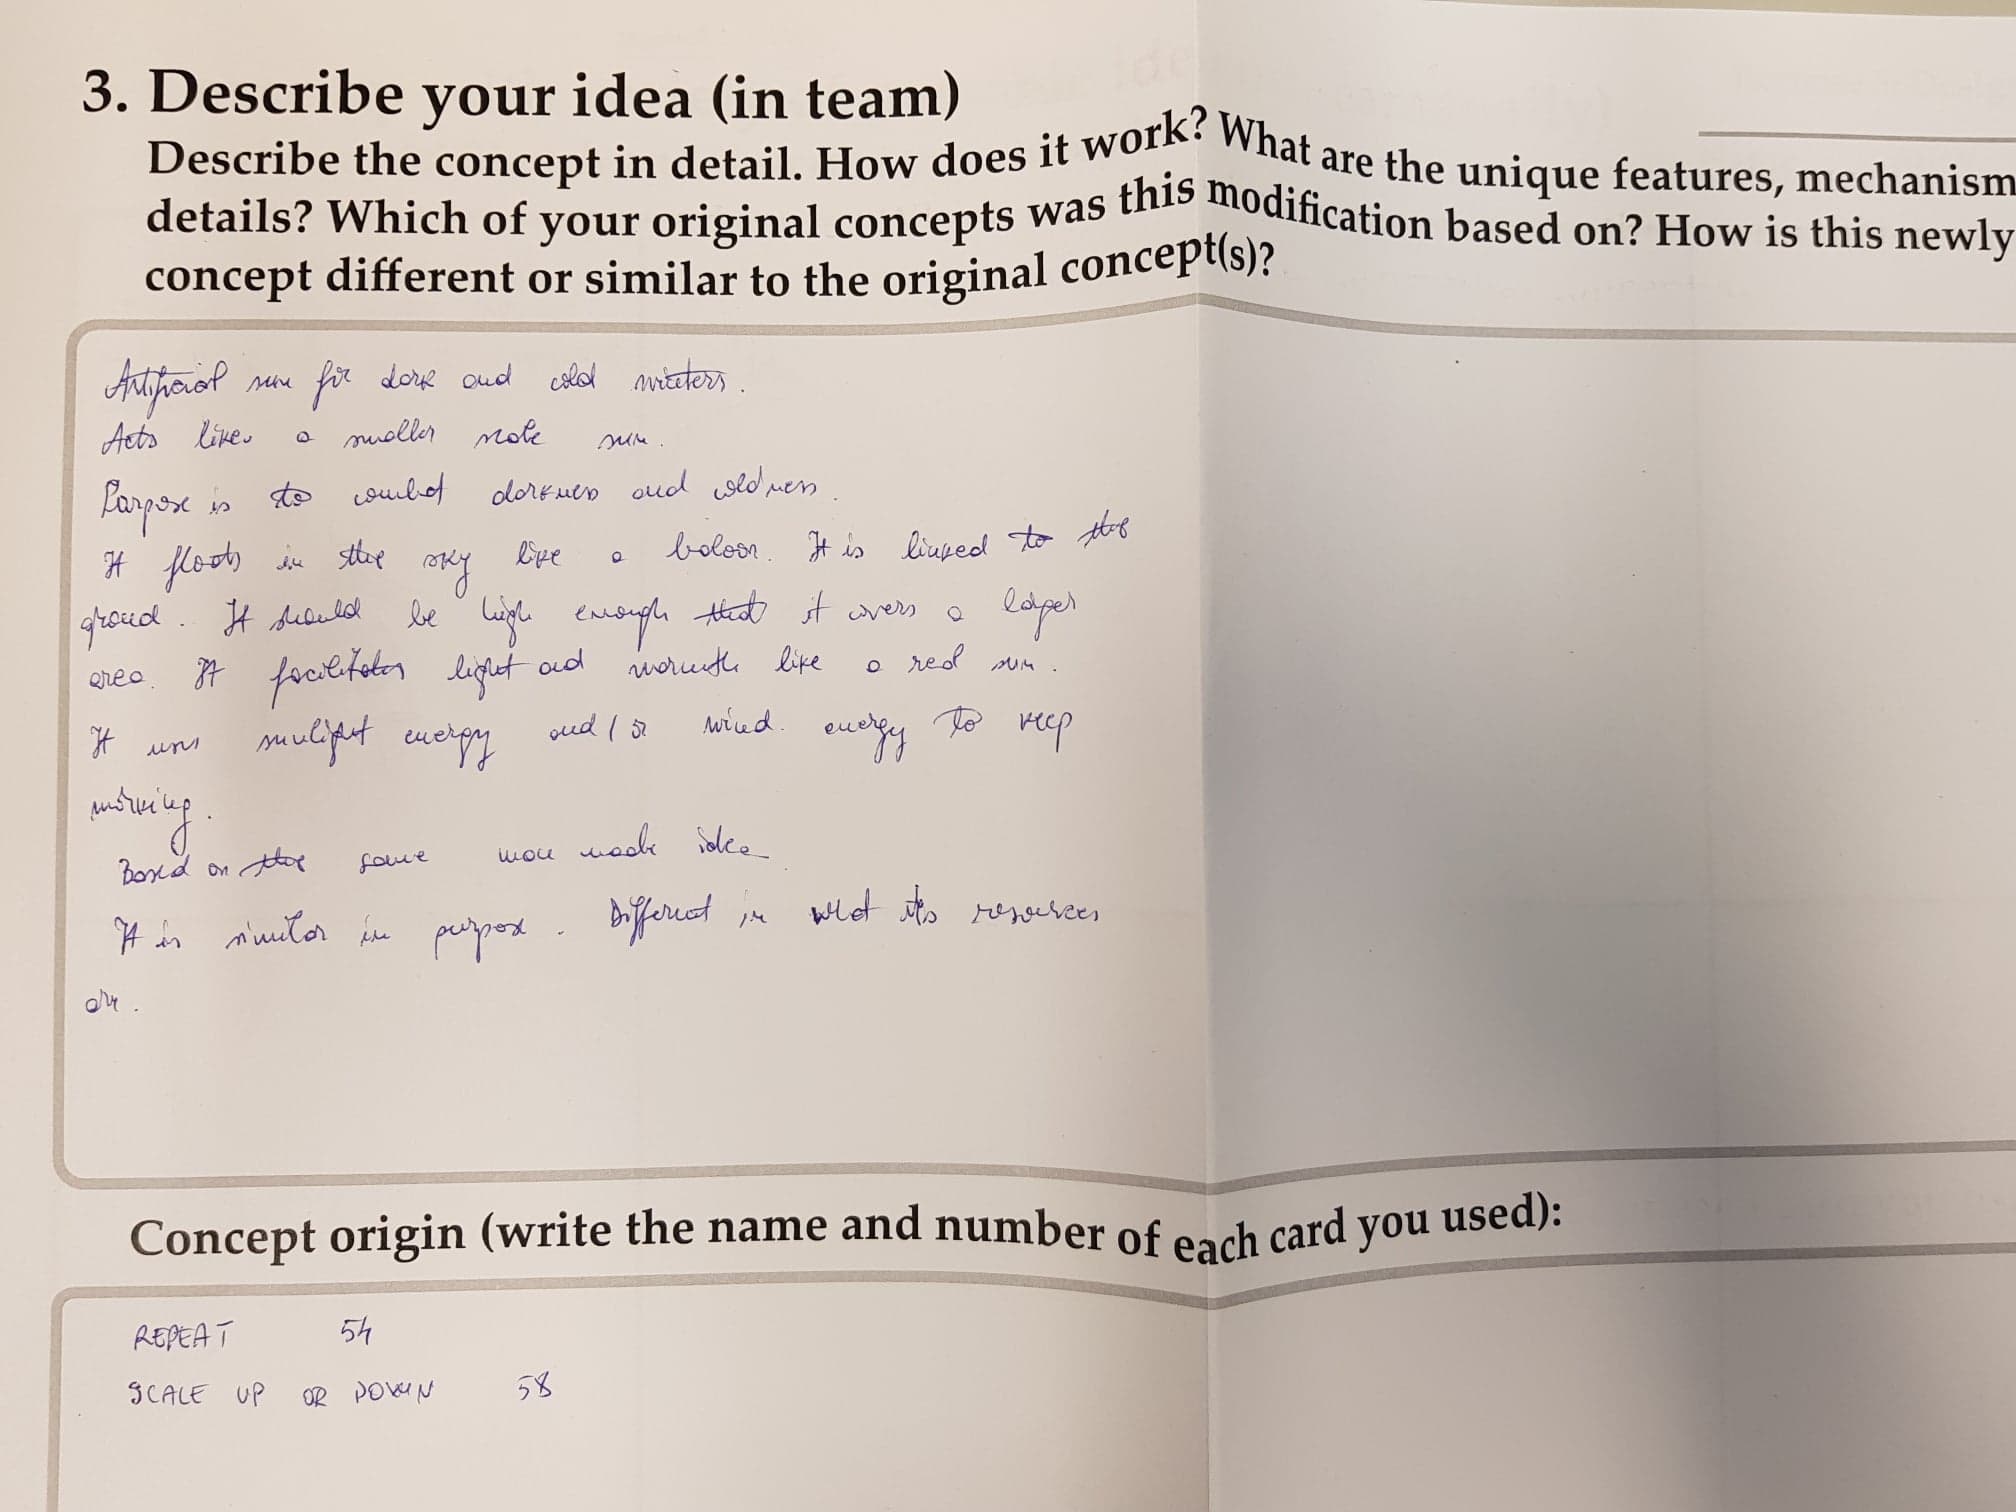 3. Describe your idea (in team)
Describe the concept in detail. How does it work? What are the unique features, mechanism
details? Which of your original concepts was this modification based on? How is this newly
concept different or similar to the original concept(s)?
Artificial sun for dark and cold winters.
Acts like a smaller scale sun.
Purpose is to combat darkness and coldness.
It floats in the sky like a baloon. It is linked to the
groud. It should be high enough that it covers a larger
area. It facilitates light and warmth like a real sun.
It uses sunlight energy and / or wind energy to keep
working.
Based on the same idea
It is similar in purpose. Different in what its resources
are.
Concept origin (write the name and number of each card you used):
REPEAT 54
SCALE UP OR DOWN 58